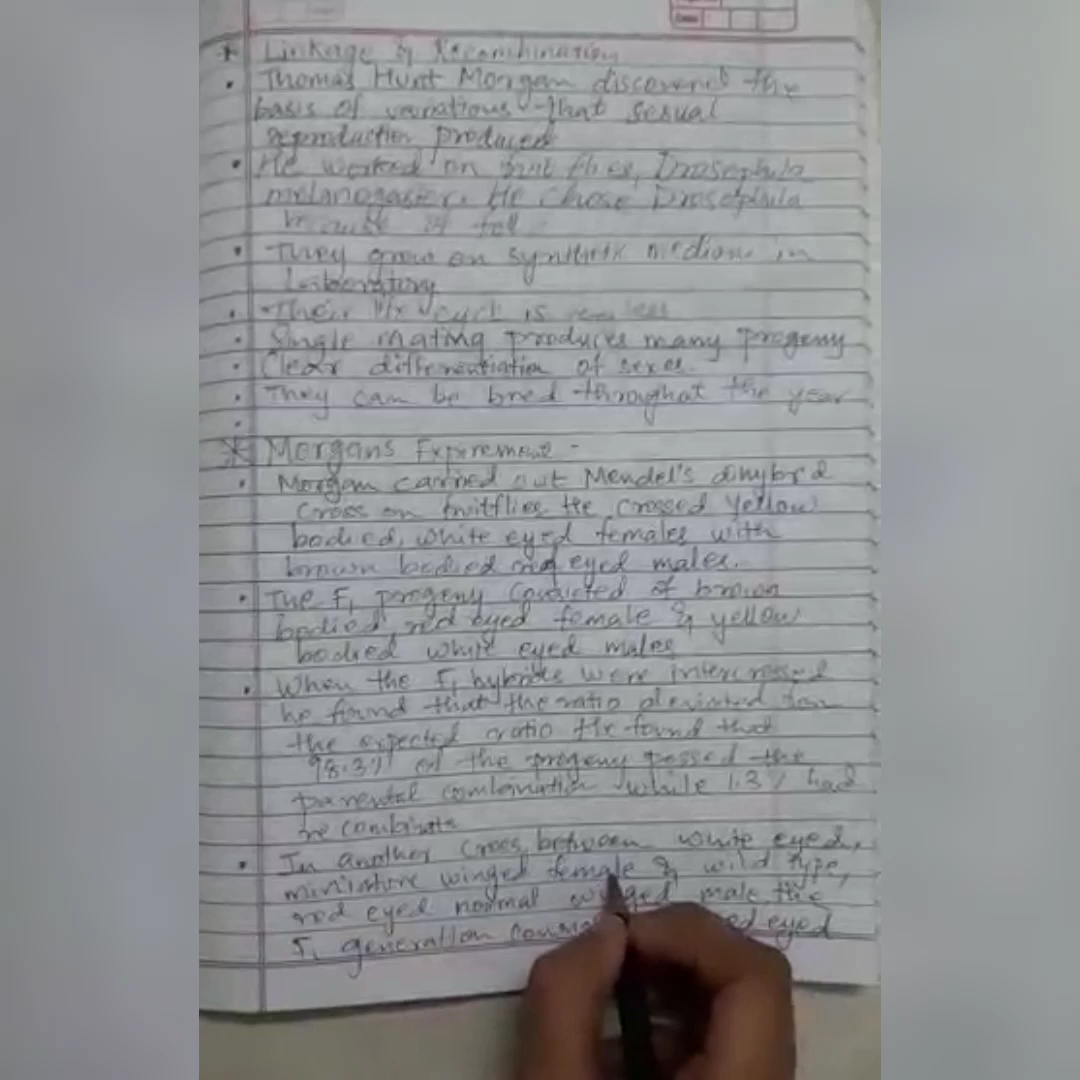 * Linkage & Recombination
• Thomas Hunt Morgan discovered the
basis of variations that sexual
reproduction produced
• He worked on fruit flies, Drosophila
melanogaster. He chose Drosophila
because of foll
• They grow on synthetic medium in
Laboratory
• Their life cycle is
• Single mating produces many progeny
• Clear differentiation of sexes.
• They can be bred throughat the year
•
* Morgans Expirement -
• Morgan carried out Mendel's dihybrid
cross on fruitflies He crossed yellow
bodied, white eyed females with
brown bodied red eyed males.
• The F1 progeny of brown
bodied, red eyed female & yellow
bodied white eyed males
• When the F1 hybrids were intercrossed
he found that the ratio deviated
the expected ratio He found that
98.3% of the progeny possed the
parental combination while 1.3% had
• In another cross between white eyed,
miniature winged female & wild type,
red eyed normal winged male the
F1 generation eyed